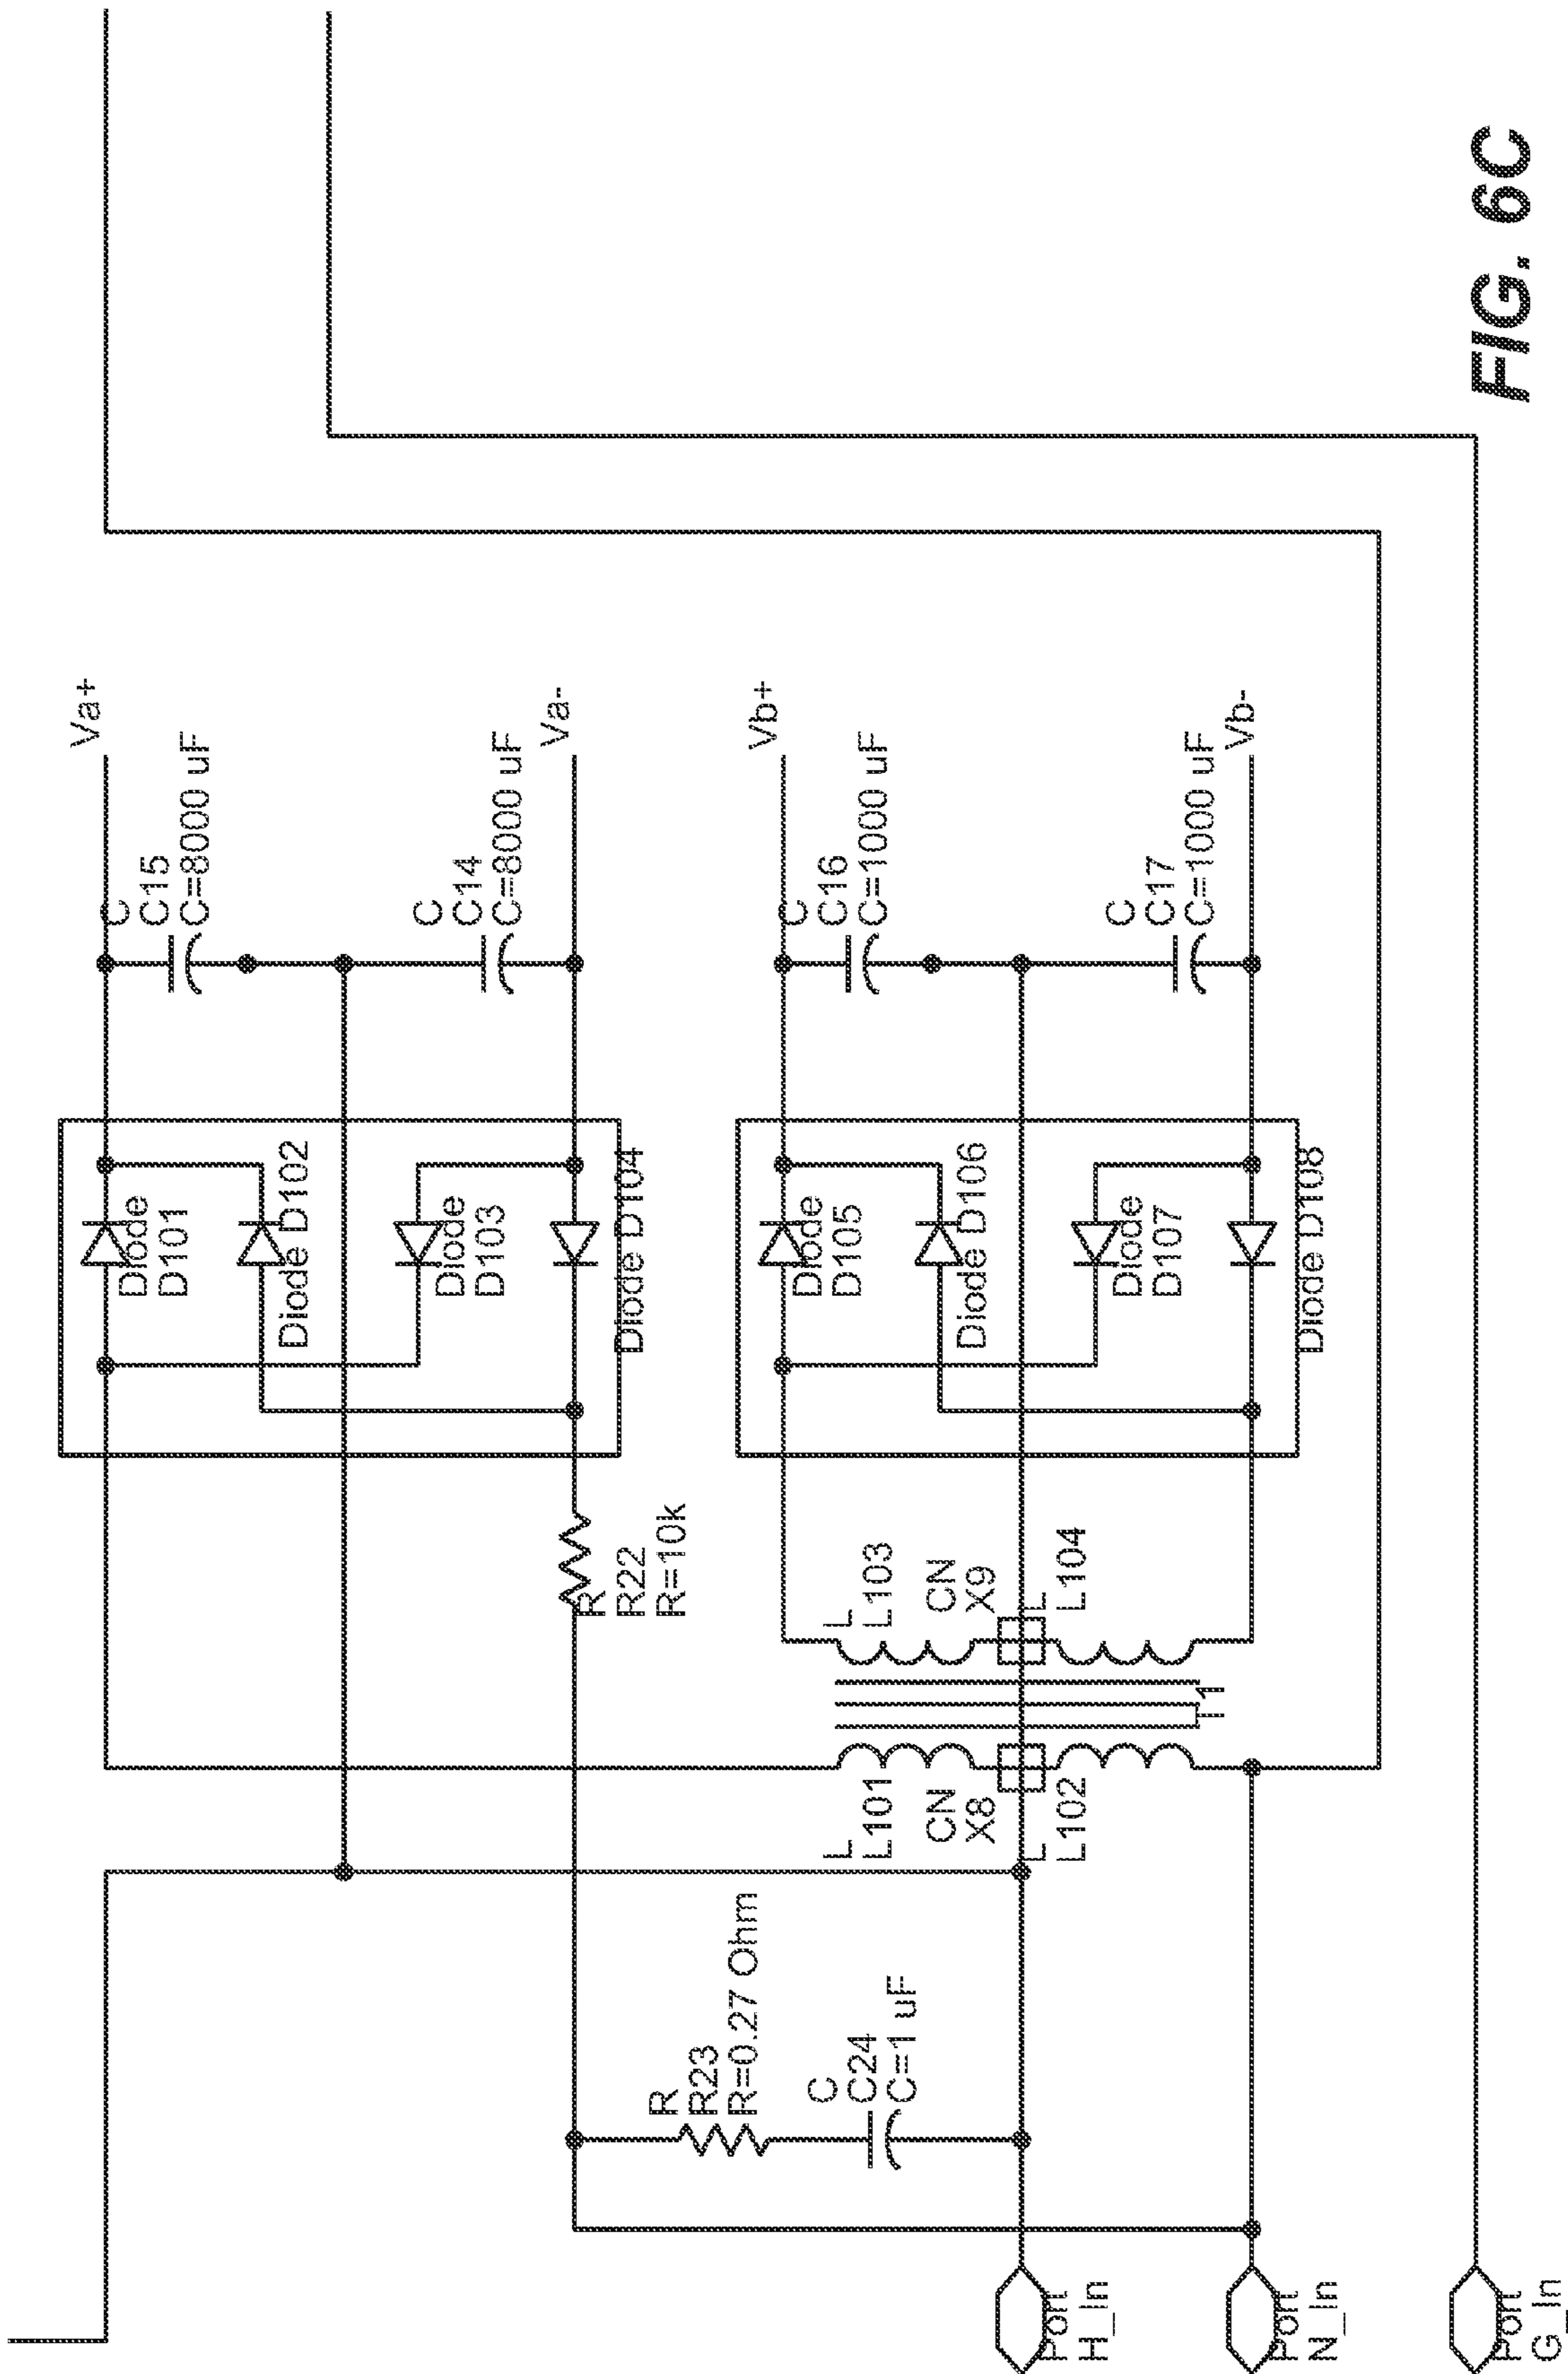 Va+
C
C15
C=8000 uF
C
C14
C=8000 uF
Va-
Diode
D101
Diode D102
Diode
D103
Diode D104
R
R22
R=10k
Vb+
C
C16
C=1000 uF
C
C17
C=1000 uF
Vb-
Diode
D105
Diode D106
Diode
D107
Diode D108
L
L103
CN
X9
L
L104
T1
L
L101
CN
X8
L
L102
R
R23
R=0.27 Ohm
C
C24
C=1 uF
Port
H_In
Port
N_In
Port
G_In
FIG. 6C